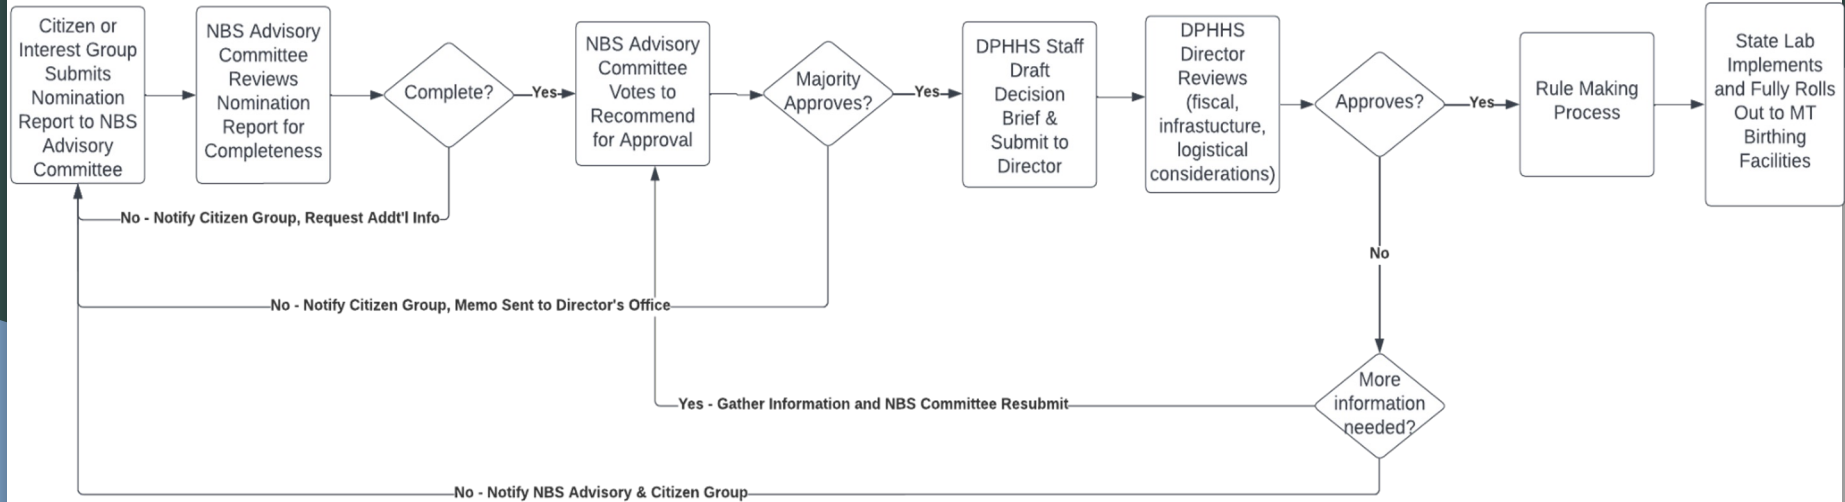 Citizen or
Interest Group
Submits
Nomination
Report to NBS
Advisory
Committee
NBS Advisory
Committee
Reviews
Nomination
Report for
Completeness
Complete?
Yes
NBS Advisory
Committee
Votes to
Recommend
for Approval
Majority
Approves?
Yes
DPHHS Staff
Draft
Decision
Brief &
Submit to
Director
DPHHS
Director
Reviews
(fiscal,
infrastucture,
logistical
considerations)
Approves?
Yes
Rule Making
Process
State Lab
Implements
and Fully Rolls
Out to MT
Birthing
Facilities
No - Notify Citizen Group, Request Addt'l Info
No
No - Notify Citizen Group, Memo Sent to Director's Office
More
information
needed?
Yes - Gather Information and NBS Committee Resubmit
No - Notify NBS Advisory & Citizen Group